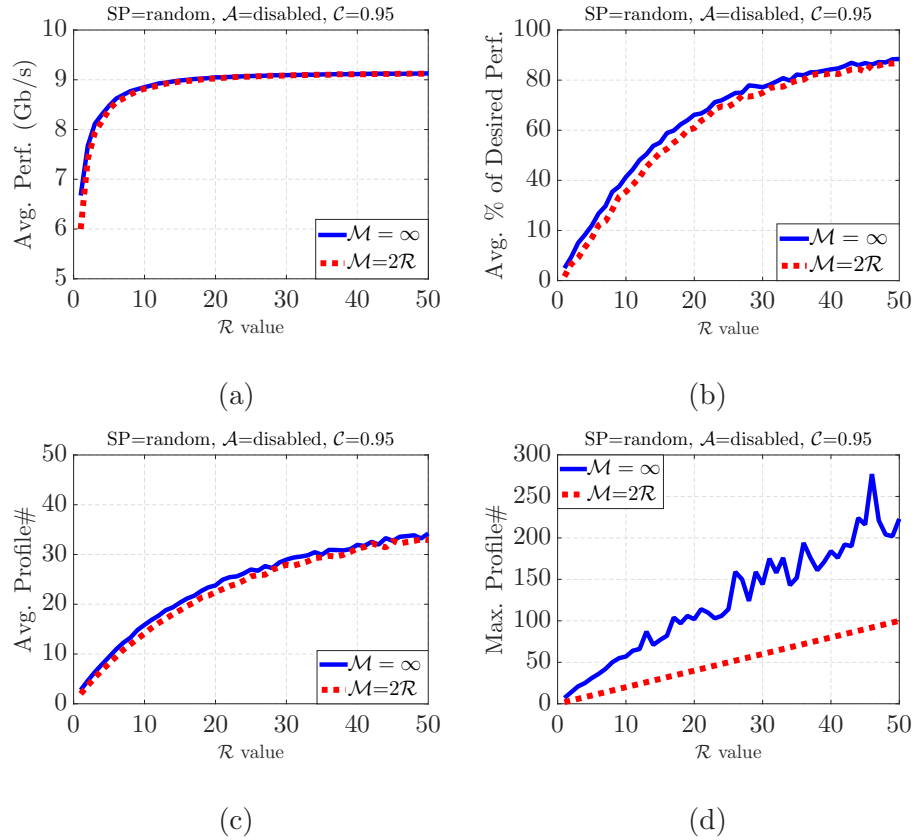 SP=random, 𝒜=disabled, 𝒞=0.95
Avg. Perf. (Gb/s)
10
9
8
7
6
5
ℳ = ∞
ℳ=2ℛ
0 10 20 30 40 50
ℛ value
(a)
SP=random, 𝒜=disabled, 𝒞=0.95
Avg. % of Desired Perf.
100
80
60
30
10
0
ℳ = ∞
ℳ=2ℛ
0 10 20 30 40 50
ℛ value
(b)
SP=random, 𝒜=disabled, 𝒞=0.95
Avg. Profile#
50
40
30
20
10
0
ℳ = ∞
ℳ=2ℛ
0 10 20 30 40 50
ℛ value
(c)
SP=random, 𝒜=disabled, 𝒞=0.95
Max. Profile#
300
250
200
150
100
50
0
ℳ = ∞
ℳ=2ℛ
0 10 20 30 40 50
ℛ value
(d)